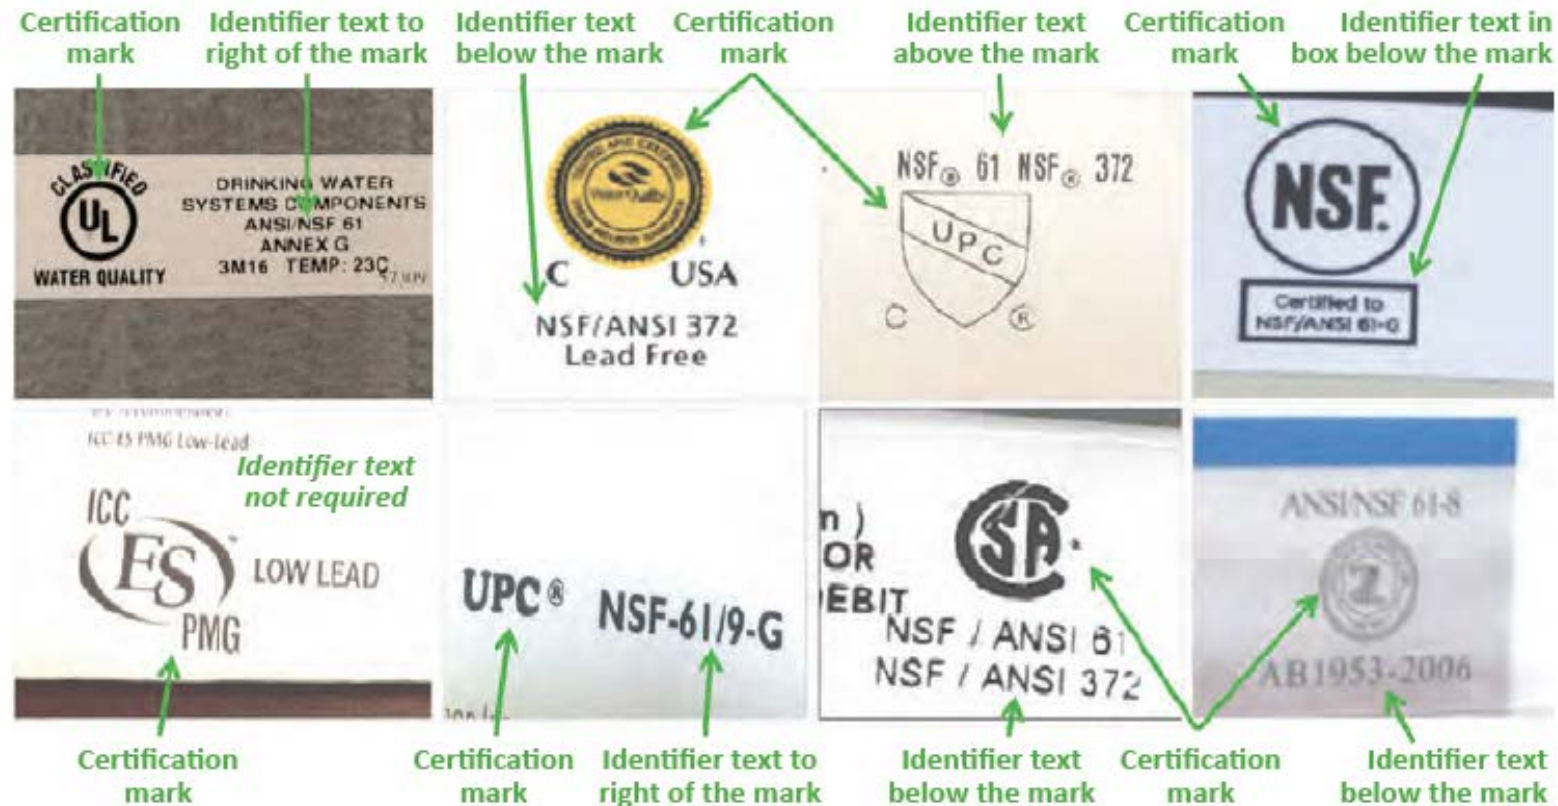 Certification mark
Identifier text to right of the mark
Identifier text below the mark
Certification mark
Identifier text above the mark
Certification mark
Identifier text in box below the mark
CLASSIFIED
UL
WATER QUALITY
DRINKING WATER
SYSTEMS COMPONENTS
ANSI/NSF 61
ANNEX G
3M16 TEMP: 23C
C USA
NSF/ANSI 372
Lead Free
NSF® 61 NSF® 372
UPC
C ®
NSF.
Certified to
NSF/ANSI 61-G
ICC-ES PMG Low-lead
Identifier text
not required
ICC
ES
PMG
LOW LEAD
UPC® NSF-61/9-G
n )
OR
EBIT
SA
NSF / ANSI 61
NSF / ANSI 372
ANSI/NSF 61-8
AB1953-2006
Certification mark
Certification mark
Identifier text to right of the mark
Identifier text below the mark
Certification mark
Identifier text below the mark